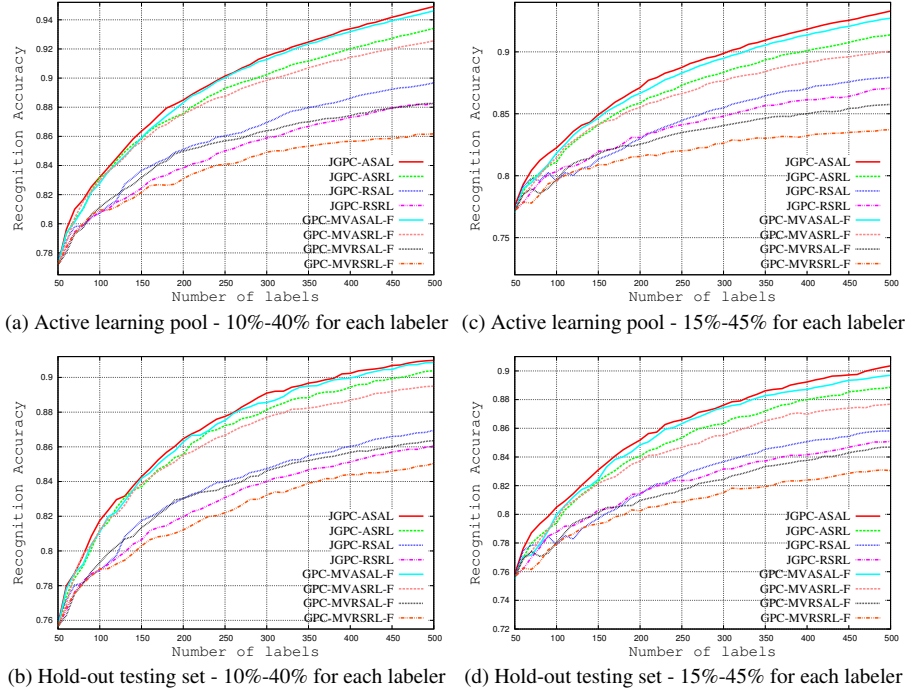 0.94
0.92
0.9
0.88
0.86
0.84
0.82
0.8
0.78
Recognition Accuracy
JGPC-ASAL
JGPC-ASRL
JGPC-RSAL
JGPC-RSRL
GPC-MVASAL-F
GPC-MVASRL-F
GPC-MVRSAL-F
GPC-MVRSRL-F
50 100 150 200 250 300 350 400 450 500
Number of labels
(a) Active learning pool - 10%-40% for each labeler
0.9
0.85
0.8
0.75
Recognition Accuracy
JGPC-ASAL
JGPC-ASRL
JGPC-RSAL
JGPC-RSRL
GPC-MVASAL-F
GPC-MVASRL-F
GPC-MVRSAL-F
GPC-MVRSRL-F
50 100 150 200 250 300 350 400 450 500
Number of labels
(c) Active learning pool - 15%-45% for each labeler
0.9
0.88
0.86
0.84
0.82
0.8
0.78
0.76
Recognition Accuracy
JGPC-ASAL
JGPC-ASRL
JGPC-RSAL
JGPC-RSRL
GPC-MVASAL-F
GPC-MVASRL-F
GPC-MVRSAL-F
GPC-MVRSRL-F
50 100 150 200 250 300 350 400 450 500
Number of labels
(b) Hold-out testing set - 10%-40% for each labeler
0.9
0.88
0.86
0.84
0.82
0.8
0.78
0.76
0.74
0.72
Recognition Accuracy
JGPC-ASAL
JGPC-ASRL
JGPC-RSAL
JGPC-RSRL
GPC-MVASAL-F
GPC-MVASRL-F
GPC-MVRSAL-F
GPC-MVRSRL-F
50 100 150 200 250 300 350 400 450 500
Number of labels
(d) Hold-out testing set - 15%-45% for each labeler